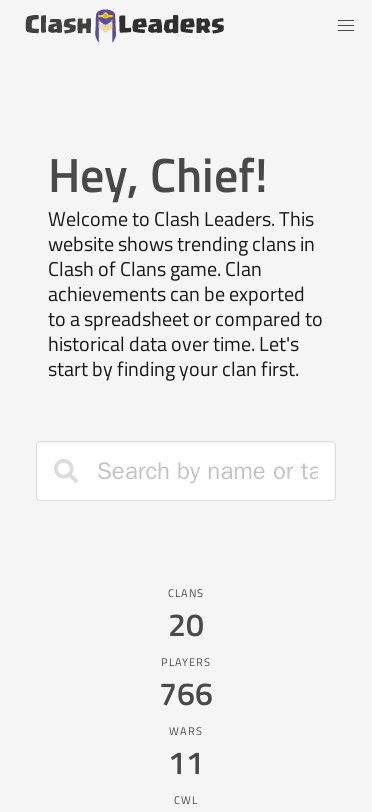 Clash Leaders
Hey, Chief!
Welcome to Clash Leaders. This
website shows trending clans in
Clash of Clans game. Clan
achievements can be exported
to a spreadsheet or compared to
historical data over time. Let's
start by finding your clan first.
Search by name or ta
CLANS
20
PLAYERS
766
WARS
11
CWL